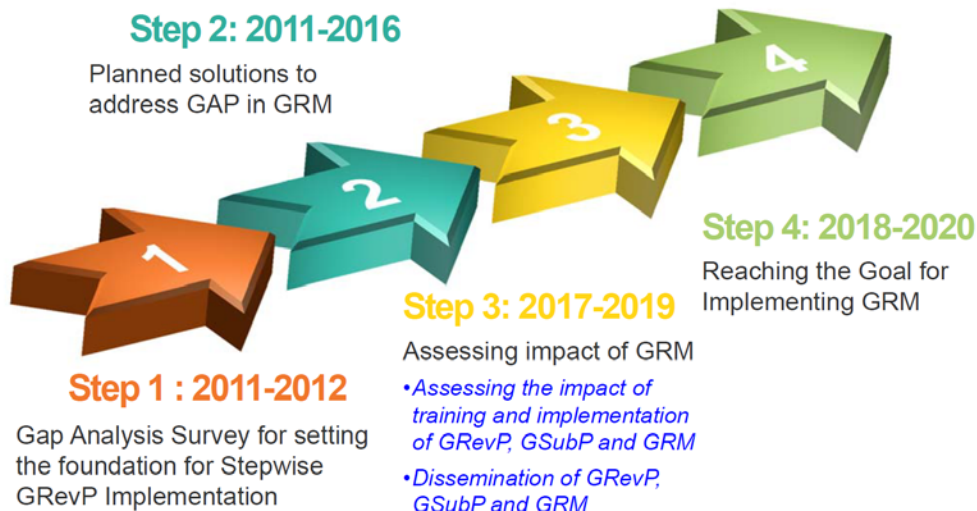 Step 2: 2011-2016
Planned solutions to
address GAP in GRM
1
2
3
4
Step 1 : 2011-2012
Gap Analysis Survey for setting
the foundation for Stepwise
GRevP Implementation
Step 3: 2017-2019
Assessing impact of GRM
•Assessing the impact of
training and implementation
of GRevP, GSubP and GRM
•Dissemination of GRevP,
GSubP and GRM
Step 4: 2018-2020
Reaching the Goal for
Implementing GRM